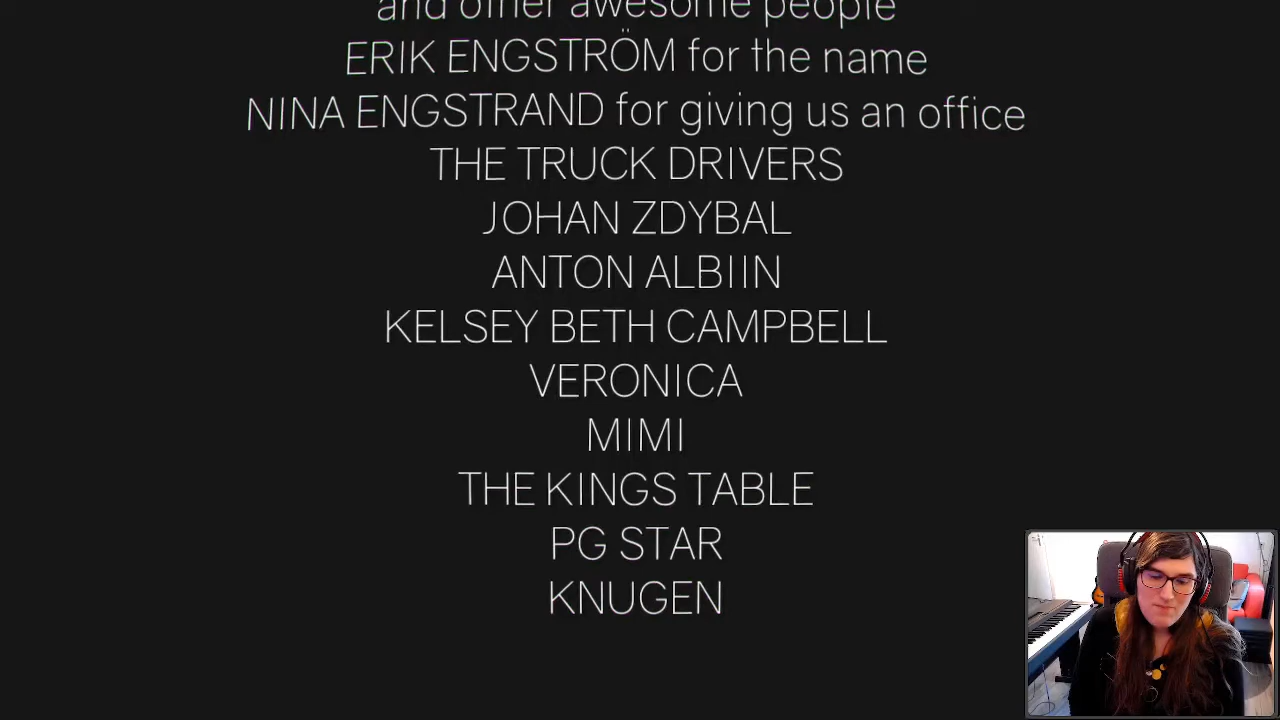 and other awesome people
ERIK ENGSTRÖM for the name
NINA ENGSTRAND for giving us an office
THE TRUCK DRIVERS
JOHAN ZDYBAL
ANTON ALBIIN
KELSEY BETH CAMPBELL
VERONICA
MIMI
THE KINGS TABLE
PG STAR
KNUGEN